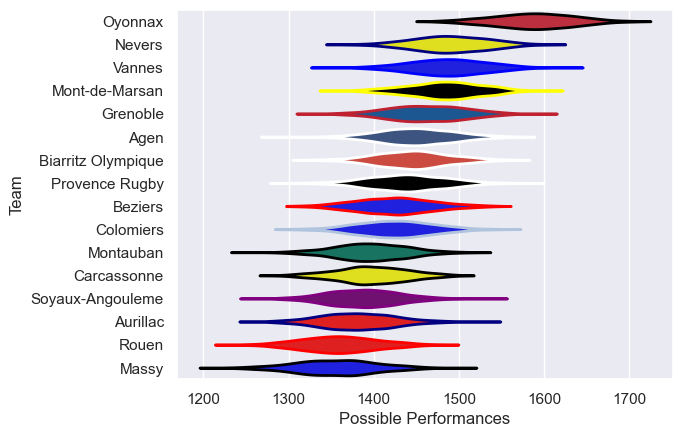 Oyonnax
Nevers
Vannes
Mont-de-Marsan
Grenoble
Agen
Biarritz Olympique
Provence Rugby
Beziers
Colomiers
Montauban
Carcassonne
Soyaux-Angouleme
Aurillac
Rouen
Massy
Team
1200 1300 1400 1500 1600 1700
Possible Performances